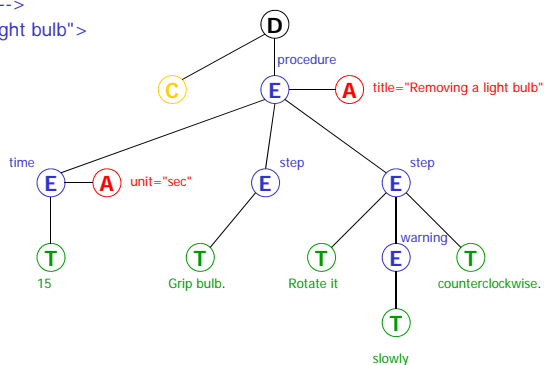 -->
ght bulb">
D
procedure
C
E
A
title="Removing a light bulb"
time
step
step
E
A
unit="sec"
E
E
warning
T
T
T
E
T
15
Grip bulb.
Rotate it
counterclockwise.
T
slowly